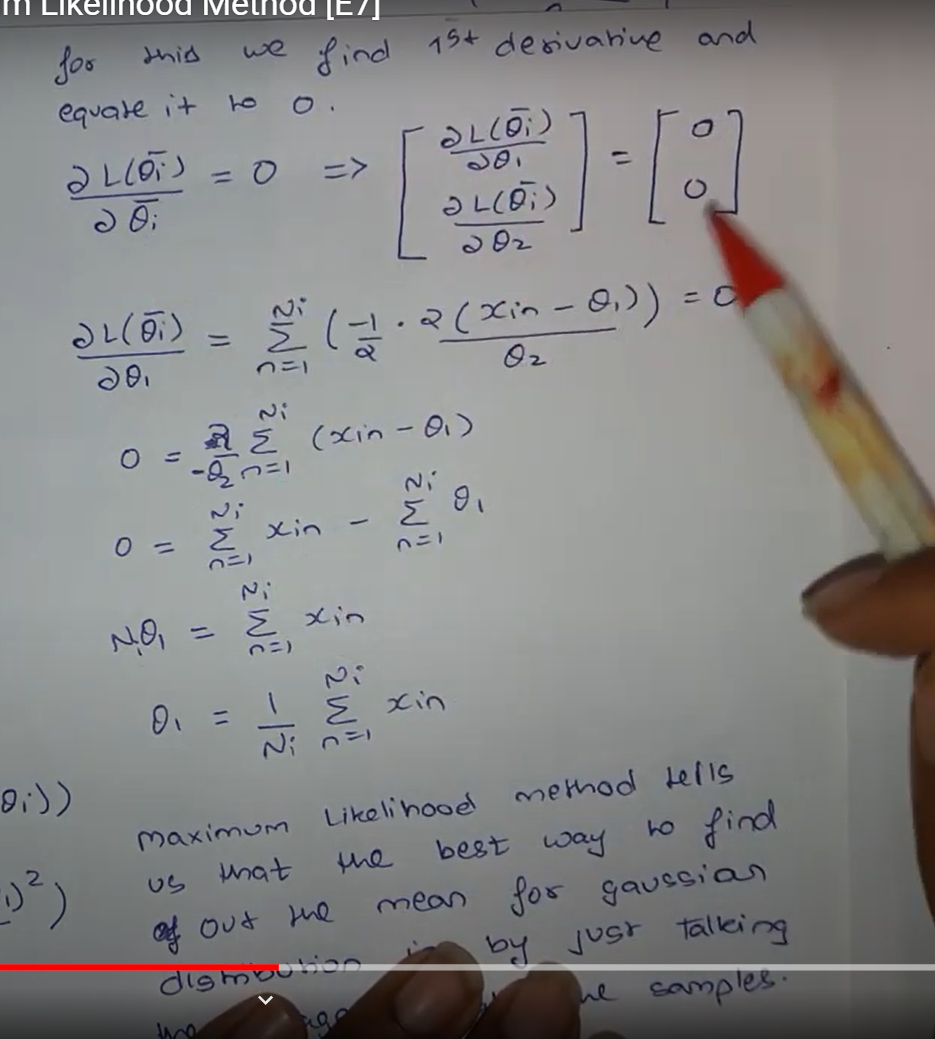 m Likelihood Method [E7]
for this we find 1st derivative and
equate it to 0.
∂L(θ̄i)/∂θ̄i = 0 => [∂L(θ̄i)/∂θ1 ∂L(θ̄i)/∂θ2] = [0 0]
∂L(θ̄i)/∂θ1 = Σ_{n=1}^{Ni} (-1/2 · 2(xin - θ1)/θ2) = 0
Σ_{n=1}^{Ni} (xin - θ1)
0 = Σ_{n=1}^{Ni} xin - Σ_{n=1}^{Ni} θ1
Niθ1 = Σ_{n=1}^{Ni} xin
θ1 = 1/Ni Σ_{n=1}^{Ni} xin
θi))
maximum Likelihood method tells
us that the best way to find
1)²)
out the mean for gaussian
distribution by just talking
the samples.